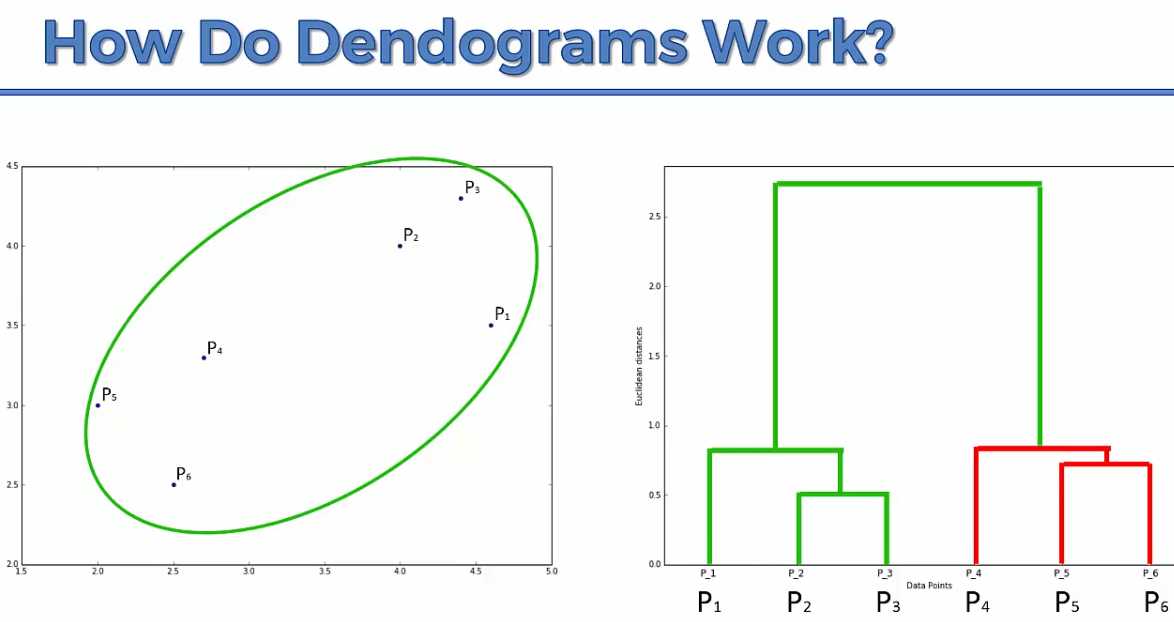 How Do Dendograms Work?
4.5
4.0
3.5
3.0
2.5
2.0
1.5 2.0 2.5 3.0 3.5 4.0 4.5 5.0
P₃
P₂
P₁
P₄
P₅
P₆
Euclidean distances
2.5
2.0
1.5
1.0
0.5
0.0
P_1 P_2 P_3 P_4 P_5 P_6
Data Points
P₁ P₂ P₃ P₄ P₅ P₆